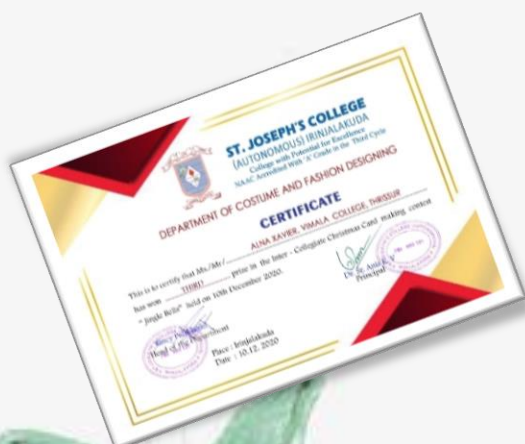 ST. JOSEPH'S COLLEGE
(AUTONOMOUS) IRINJALAKUDA
College with Potential for Excellence
NAAC Accredited With 'A' Grade in the Third Cycle
DEPARTMENT OF COSTUME AND FASHION DESIGNING
CERTIFICATE
This is to certify that Ms./Mr/ ALNA XAVIER, VIMALA COLLEGE, THRISSUR
has won THIRD prize in the Inter - Collegiate Christmas Card making contest
" Jingle Bells" held on 10th December 2020.
Dr. Sr.
Principal
Head of the Department
Place : Irinjalakuda
Date : 10.12. 2020